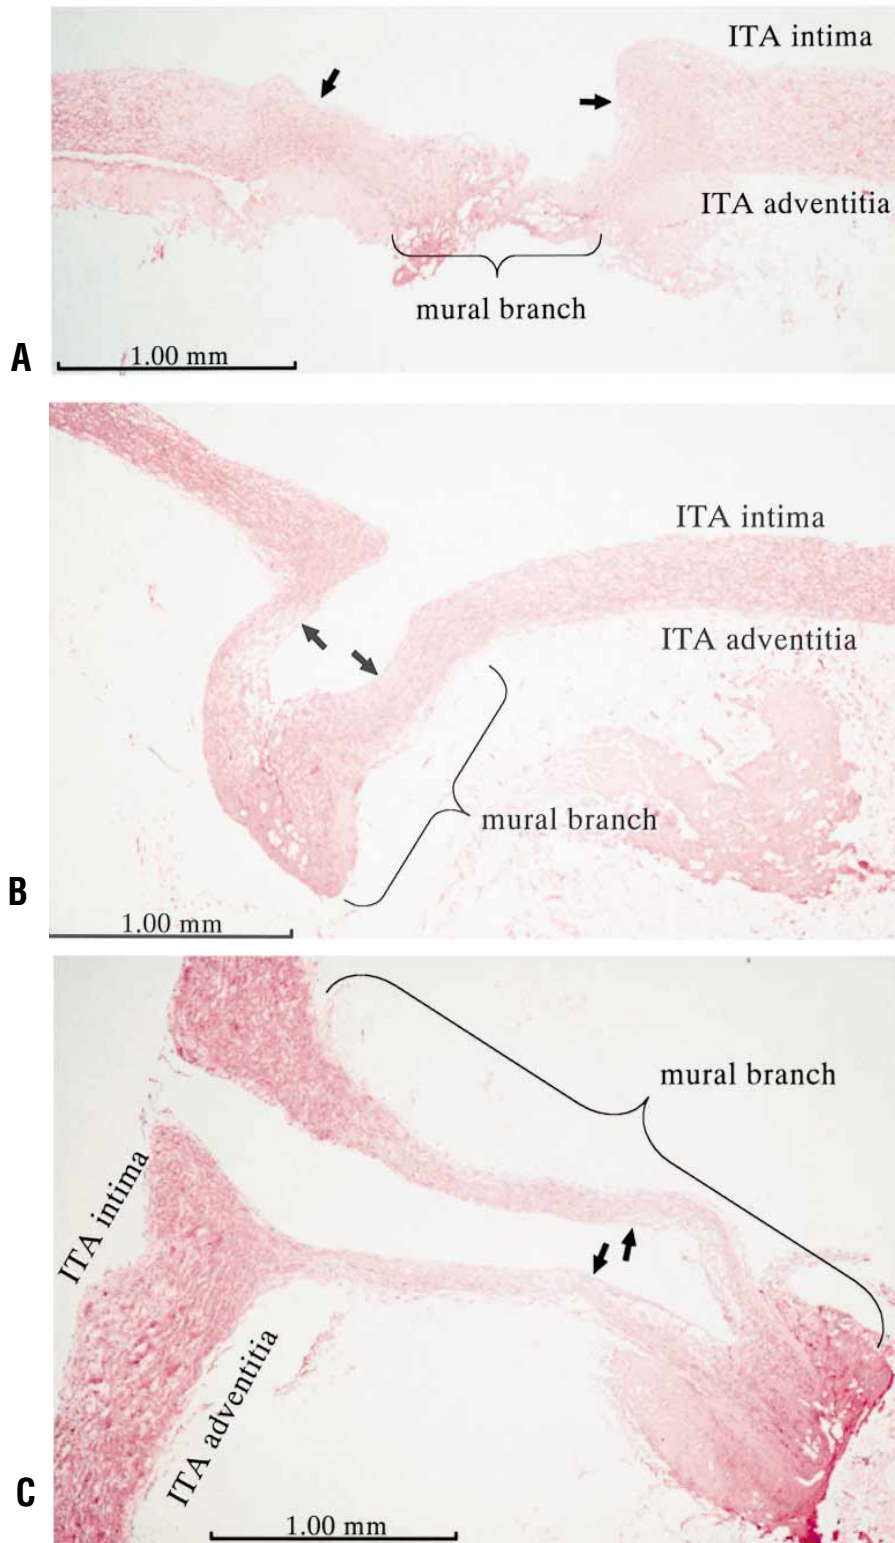 ITA intima
ITA adventitia
mural branch
1.00 mm
A
ITA intima
ITA adventitia
mural branch
1.00 mm
B
mural branch
ITA intima
ITA adventitia
1.00 mm
C